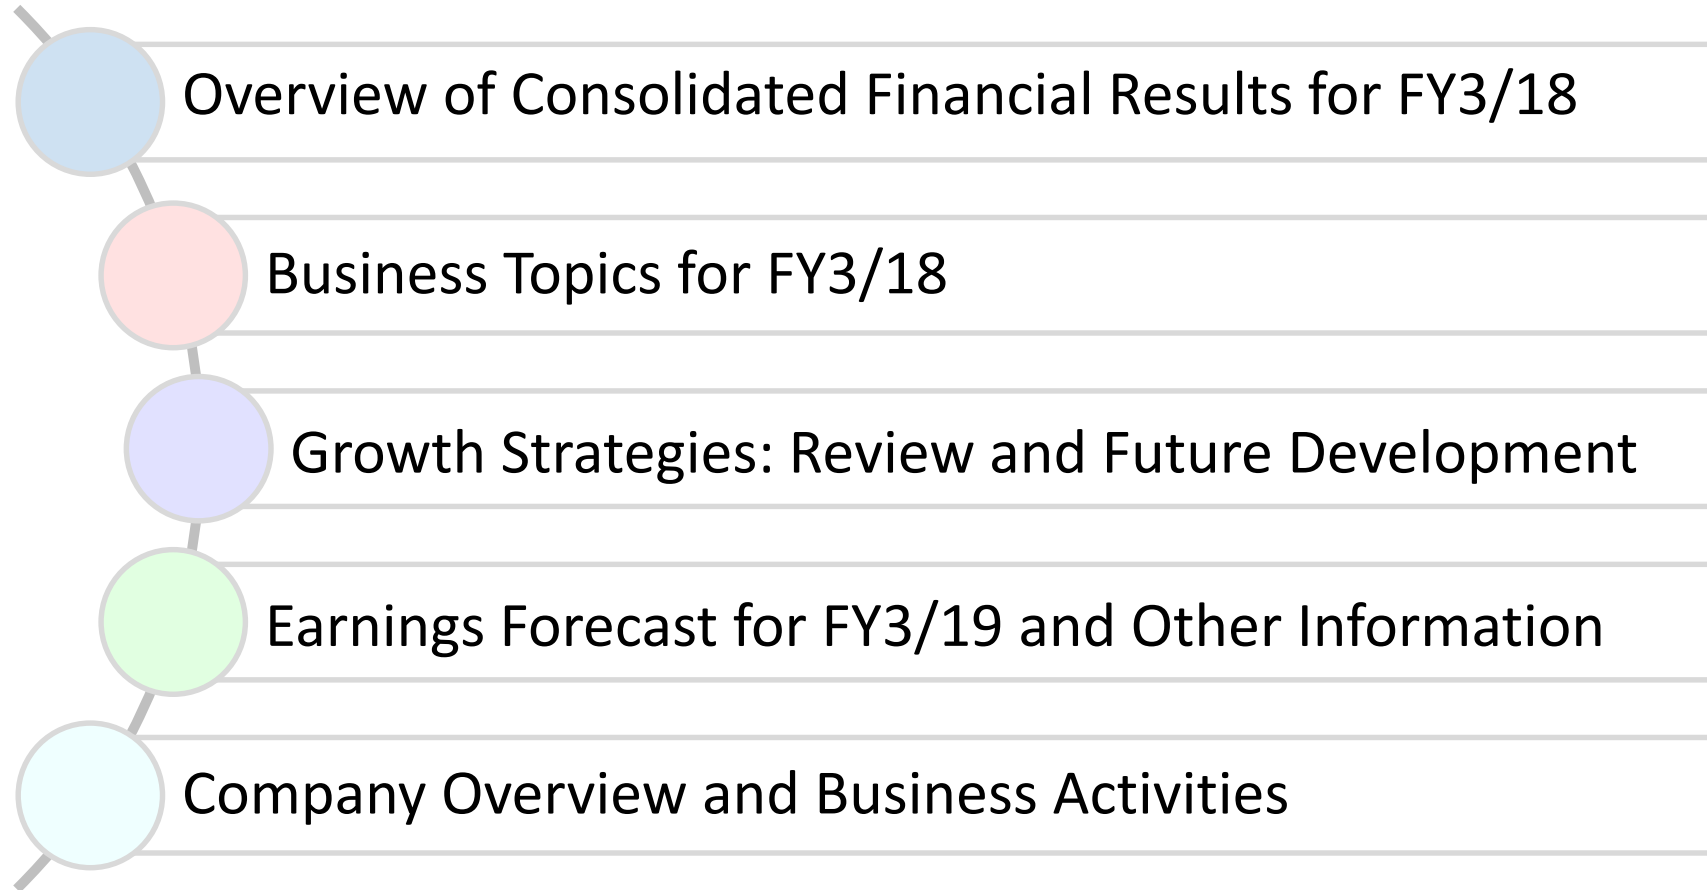 Overview of Consolidated Financial Results for FY3/18
Business Topics for FY3/18
Growth Strategies: Review and Future Development
Earnings Forecast for FY3/19 and Other Information
Company Overview and Business Activities